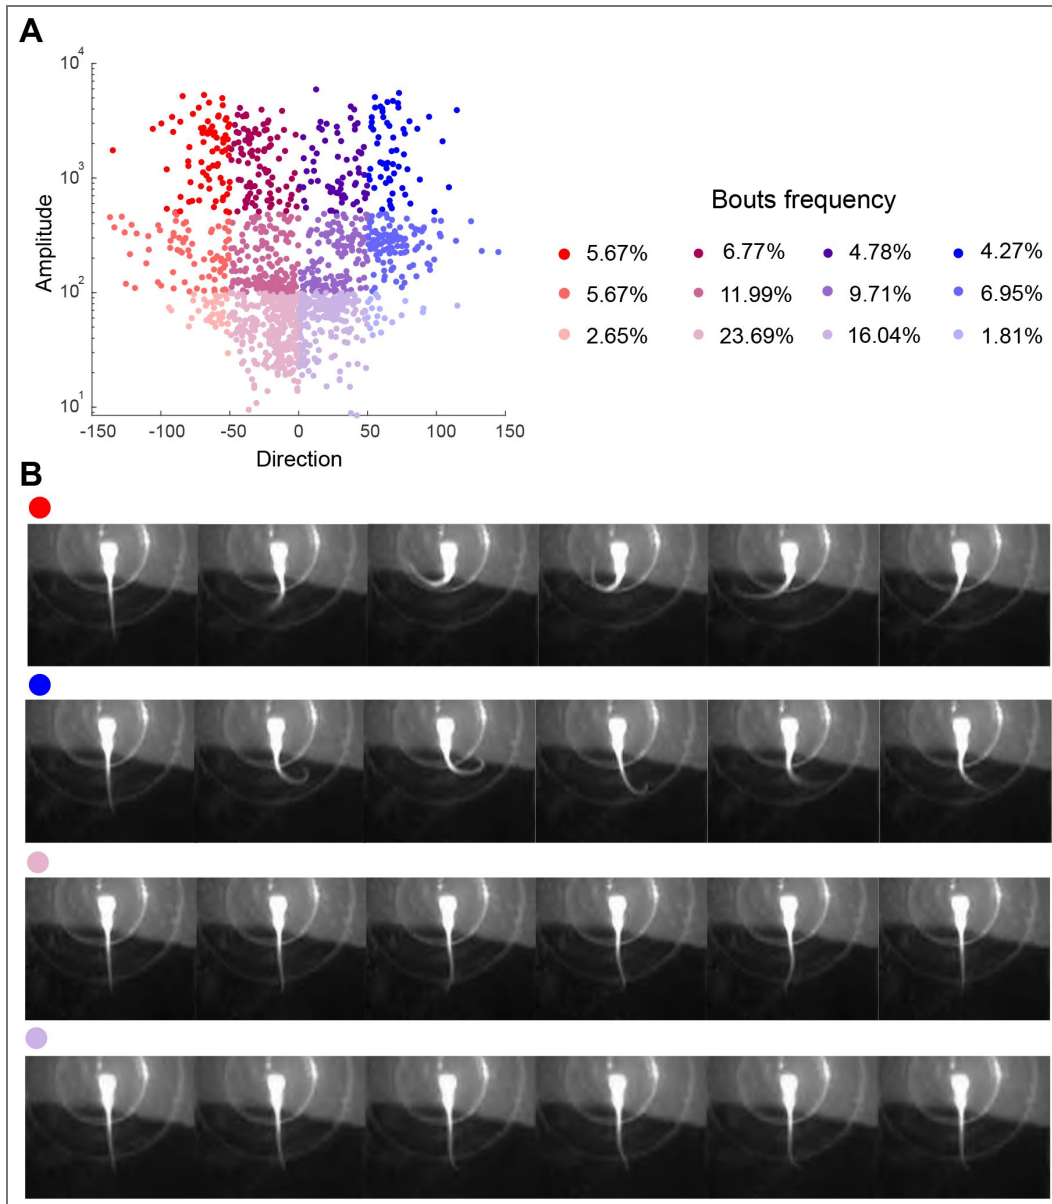 A
10^4
10^3
10^2
10^1
Amplitude
-150 -100 -50 0 50 100 150
Direction
Bouts frequency
5.67% 6.77% 4.78% 4.27%
5.67% 11.99% 9.71% 6.95%
2.65% 23.69% 16.04% 1.81%
B